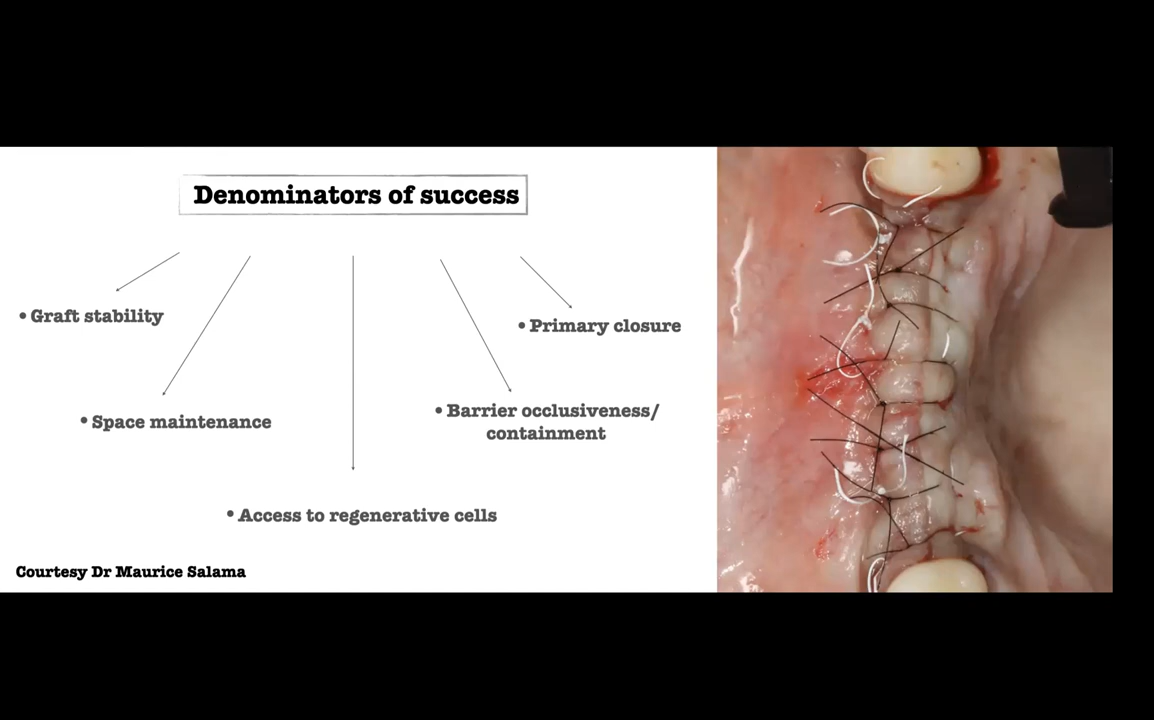 Denominators of success
• Graft stability
• Primary closure
• Space maintenance
• Barrier occlusiveness/
containment
• Access to regenerative cells
Courtesy Dr Maurice Salama